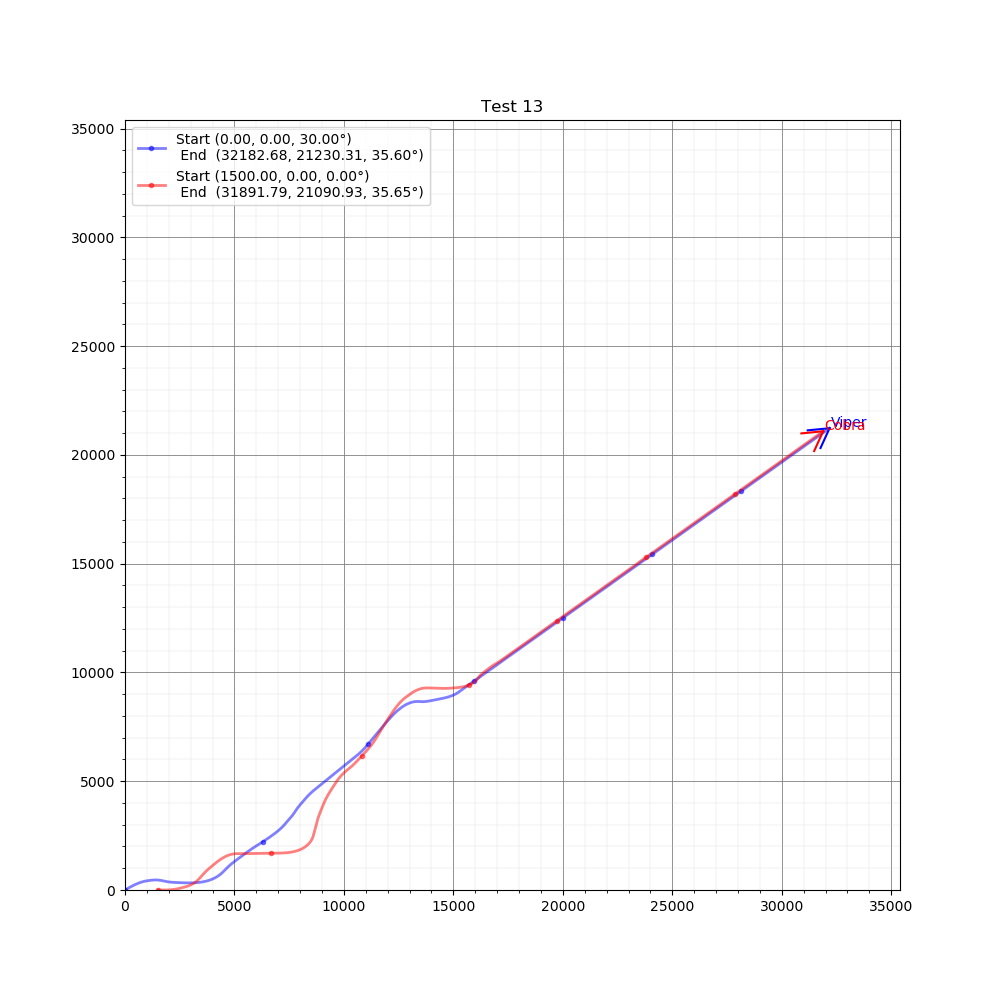 Test 13
Start (0.00, 0.00, 30.00°)
End (32182.68, 21230.31, 35.60°)
Start (1500.00, 0.00, 0.00°)
End (31891.79, 21090.93, 35.65°)
35000
30000
25000
20000
15000
10000
5000
0
Viper
Cobra
0 5000 10000 15000 20000 25000 30000 35000